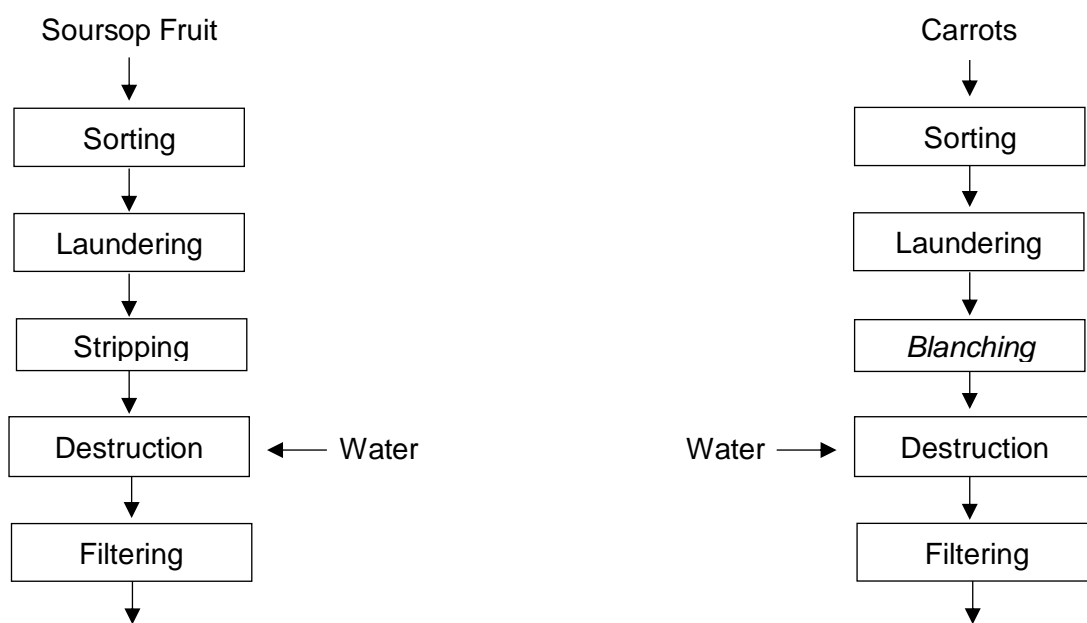 Soursop Fruit
Sorting
Laundering
Stripping
Destruction
Water
Filtering
Carrots
Sorting
Laundering
Blanching
Water
Destruction
Filtering